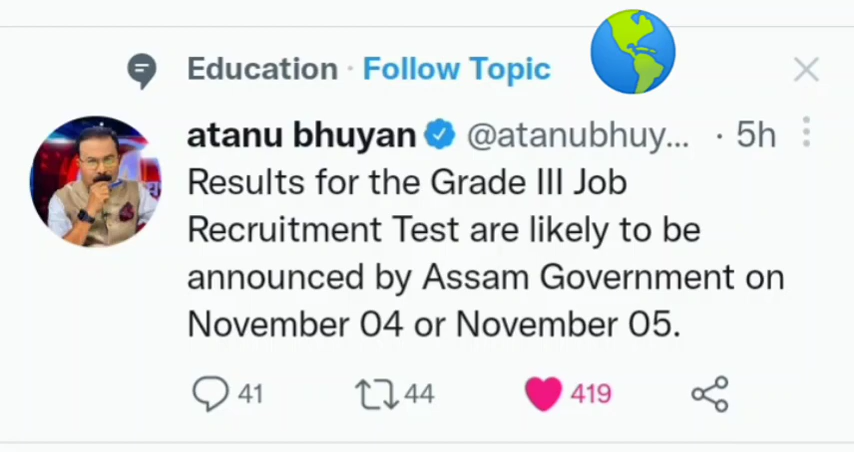 Education · Follow Topic
atanu bhuyan @atanubhuy... · 5h
Results for the Grade III Job
Recruitment Test are likely to be
announced by Assam Government on
November 04 or November 05.
41 44 419